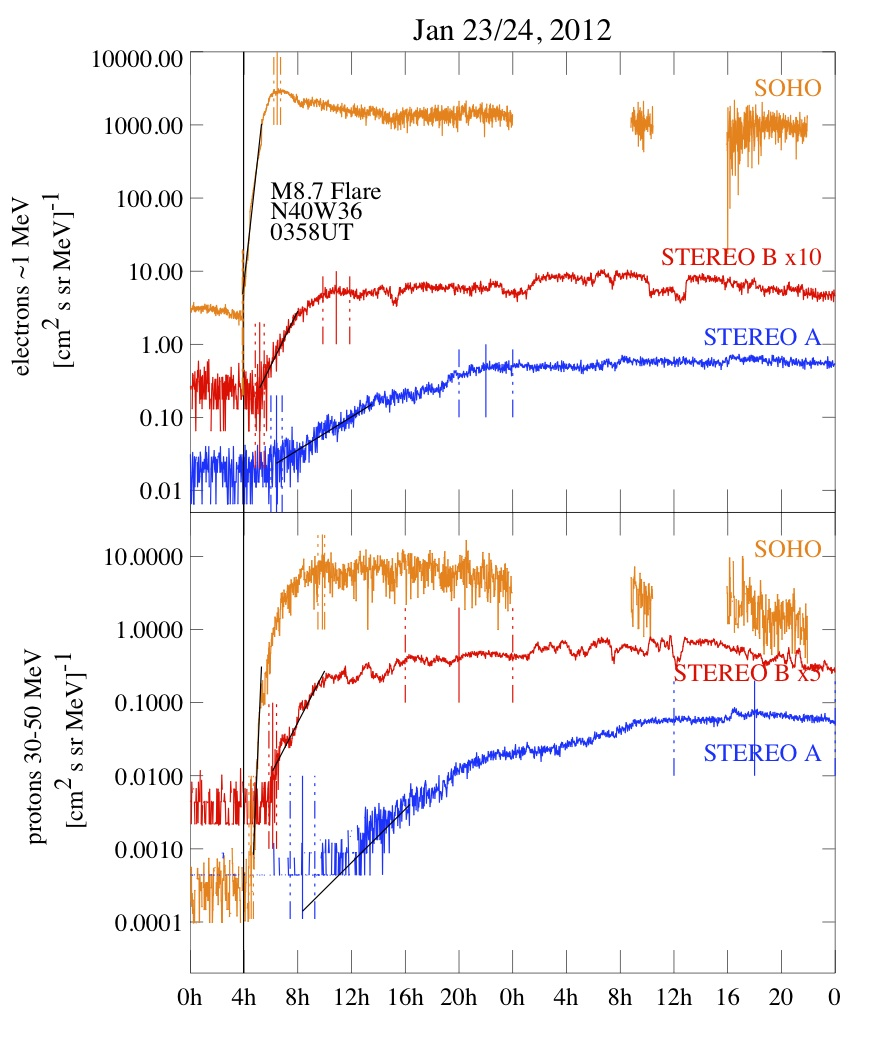 Jan 23/24, 2012
10000.00
SOHO
1000.00
100.00
M8.7 Flare
N40W36
0358UT
electrons ~1 MeV
[cm2 s sr MeV]-1
10.00
STEREO B x10
1.00
STEREO A
0.10
0.01
10.0000
SOHO
1.0000
protons 30-50 MeV
[cm2 s sr MeV]-1
0.1000
STEREO B x5
0.0100
STEREO A
0.0010
0.0001
0h 4h 8h 12h 16h 20h 0h 4h 8h 12h 16 20 0